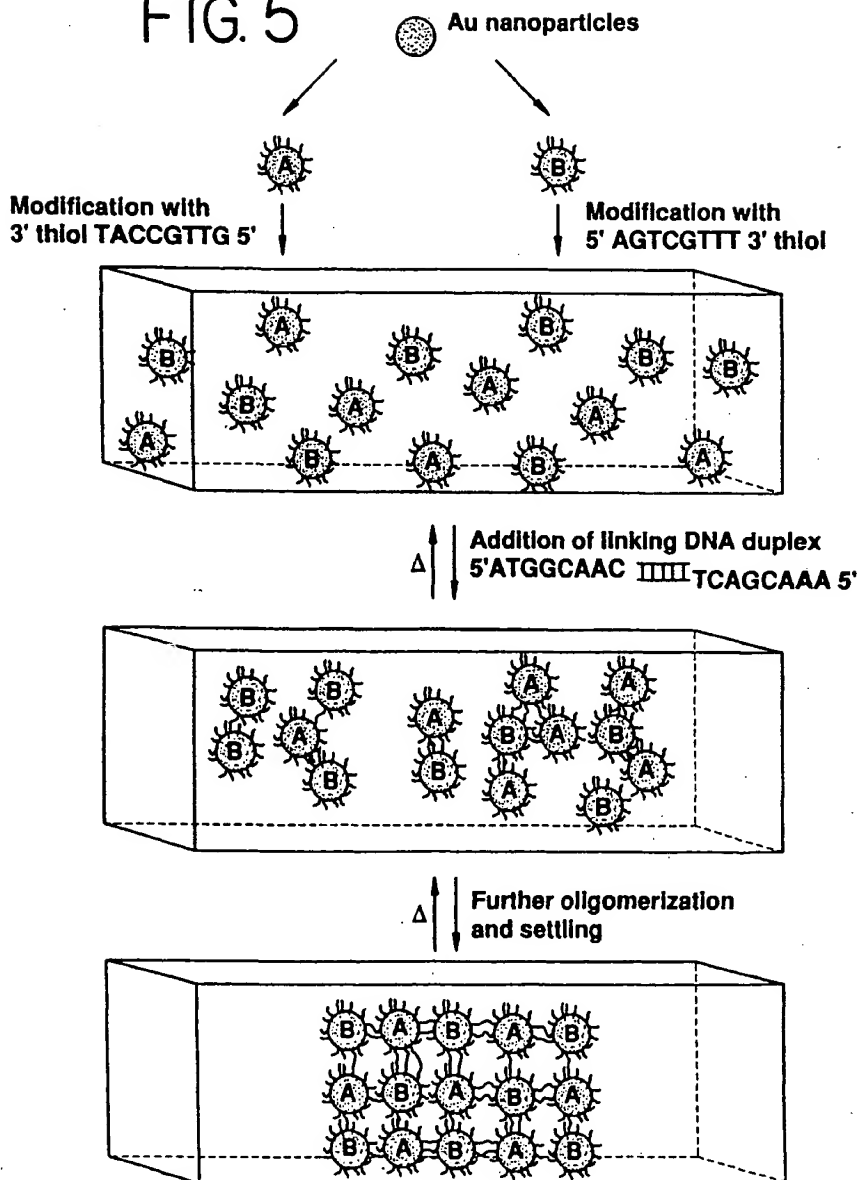 FIG. 5
Au nanoparticles
A B
Modification with
3' thiol TACCGTTG 5'
Modification with
5' AGTCGTTT 3' thiol
A B
B B B B
A
B A A
A B A B A
Δ
Addition of linking DNA duplex
5'ATGGCAAC TCAGCAAA 5'
B B A A A
B A B A B
B B A A
B
Δ
Further oligomerization
and settling
B A B A B
A B A B A
B A B A B